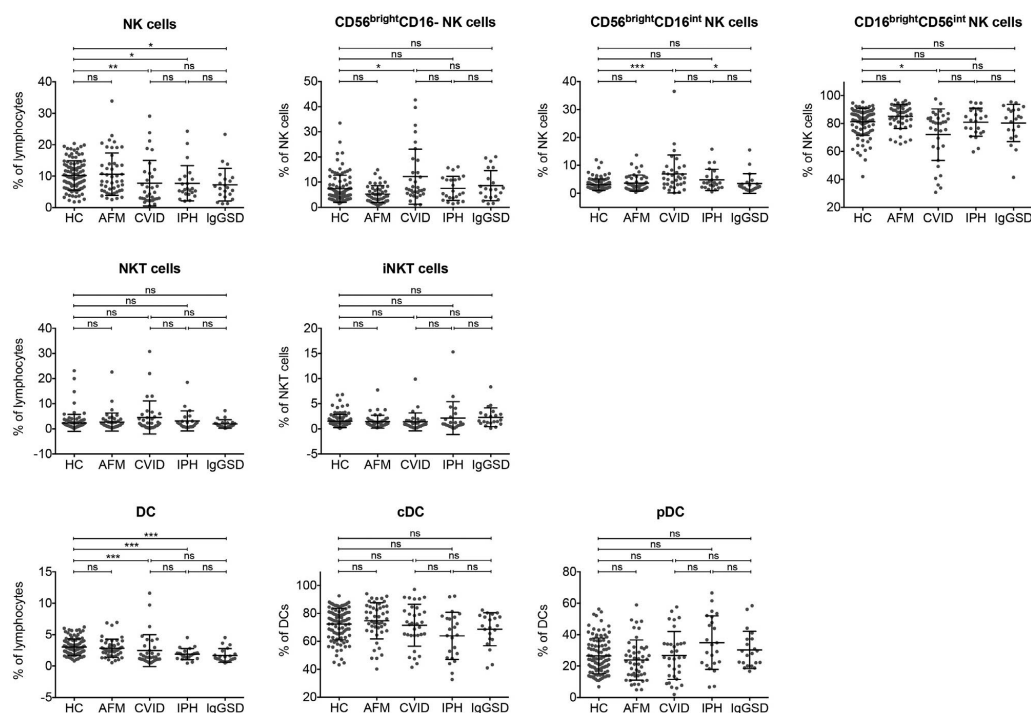 NK cells
*
*
**
ns
ns
ns
ns
% of lymphocytes
40
30
20
10
0
HC AFM CVID IPH IgGSD
CD56brightCD16- NK cells
ns
ns
*
ns
ns
ns
ns
% of NK cells
50
40
30
20
10
0
HC AFM CVID IPH IgGSD
CD56brightCD16int NK cells
ns
ns
***
*
ns
ns
ns
% of NK cells
40
30
20
10
0
HC AFM CVID IPH IgGSD
CD16brightCD56int NK cells
ns
ns
*
ns
ns
ns
ns
% of NK cells
100
80
60
40
20
HC AFM CVID IPH IgGSD
NKT cells
ns
ns
ns
ns
ns
ns
ns
% of lymphocytes
40
30
20
10
0
-10
HC AFM CVID IPH IgGSD
iNKT cells
ns
ns
ns
ns
ns
ns
ns
% of NKT cells
20
15
10
5
0
-5
HC AFM CVID IPH IgGSD
DC
***
***
***
ns
ns
ns
ns
% of lymphocytes
15
10
5
0
-5
HC AFM CVID IPH IgGSD
cDC
ns
ns
ns
ns
ns
ns
ns
% of DCs
100
80
60
40
20
HC AFM CVID IPH IgGSD
pDC
ns
ns
ns
ns
ns
ns
ns
% of DCs
80
60
40
20
0
HC AFM CVID IPH IgGSD